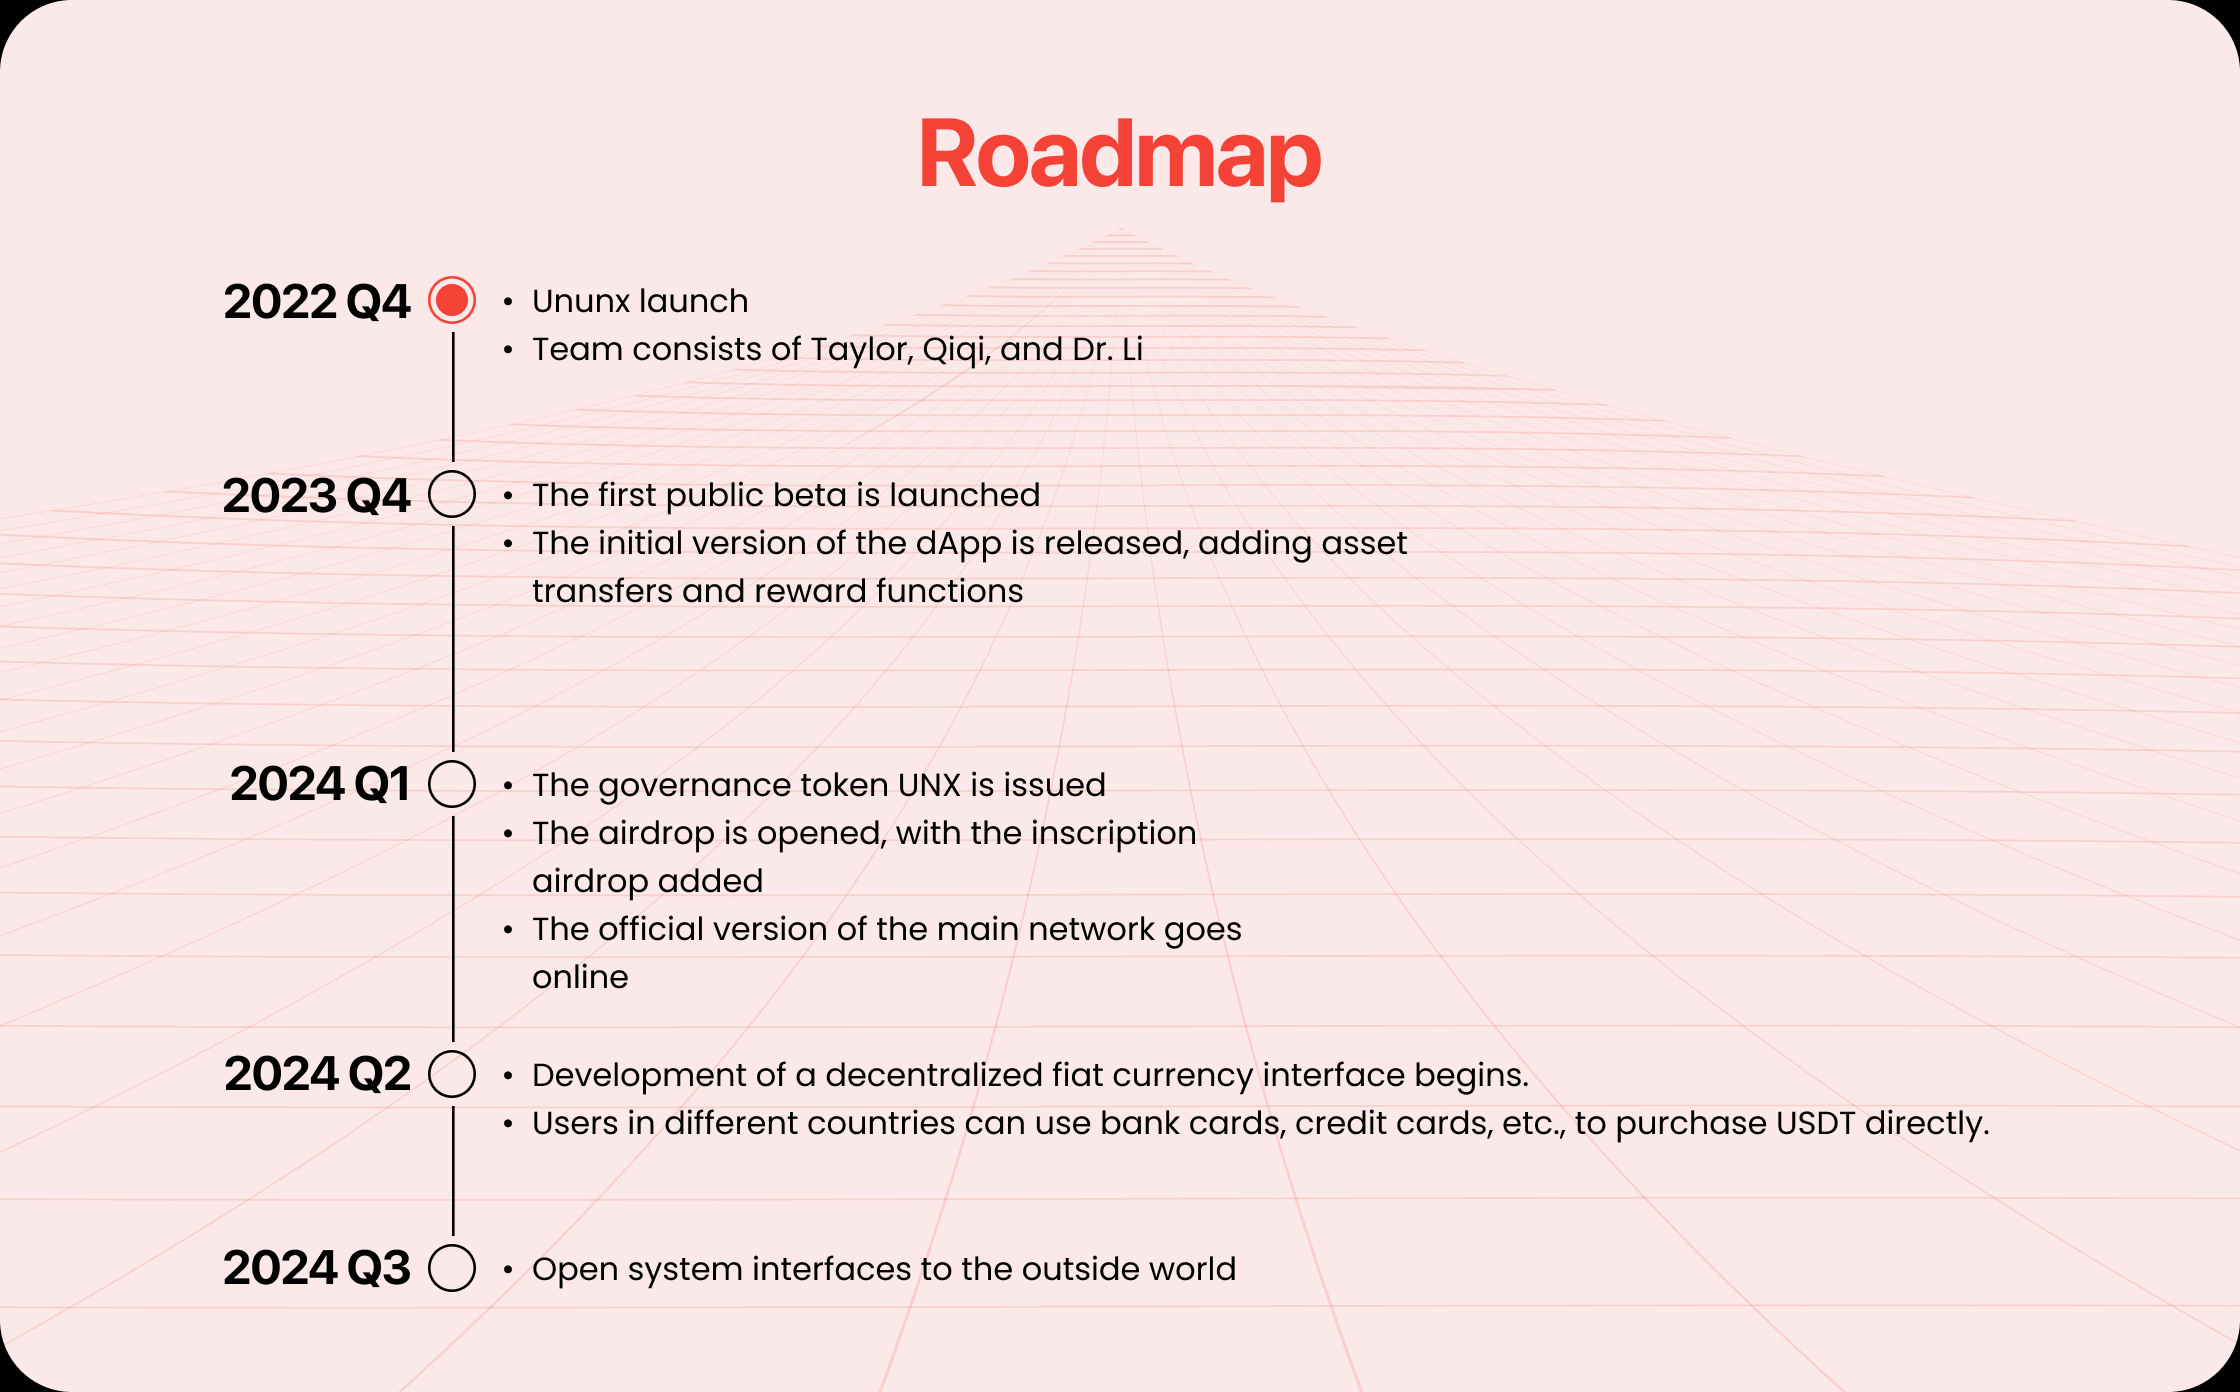 Roadmap
2022 Q4
• Ununx launch
• Team consists of Taylor, Qiqi, and Dr. Li
2023 Q4
• The first public beta is launched
• The initial version of the dApp is released, adding asset
transfers and reward functions
2024 Q1
• The governance token UNX is issued
• The airdrop is opened, with the inscription
airdrop added
• The official version of the main network goes
online
2024 Q2
• Development of a decentralized fiat currency interface begins.
• Users in different countries can use bank cards, credit cards, etc., to purchase USDT directly.
2024 Q3
• Open system interfaces to the outside world